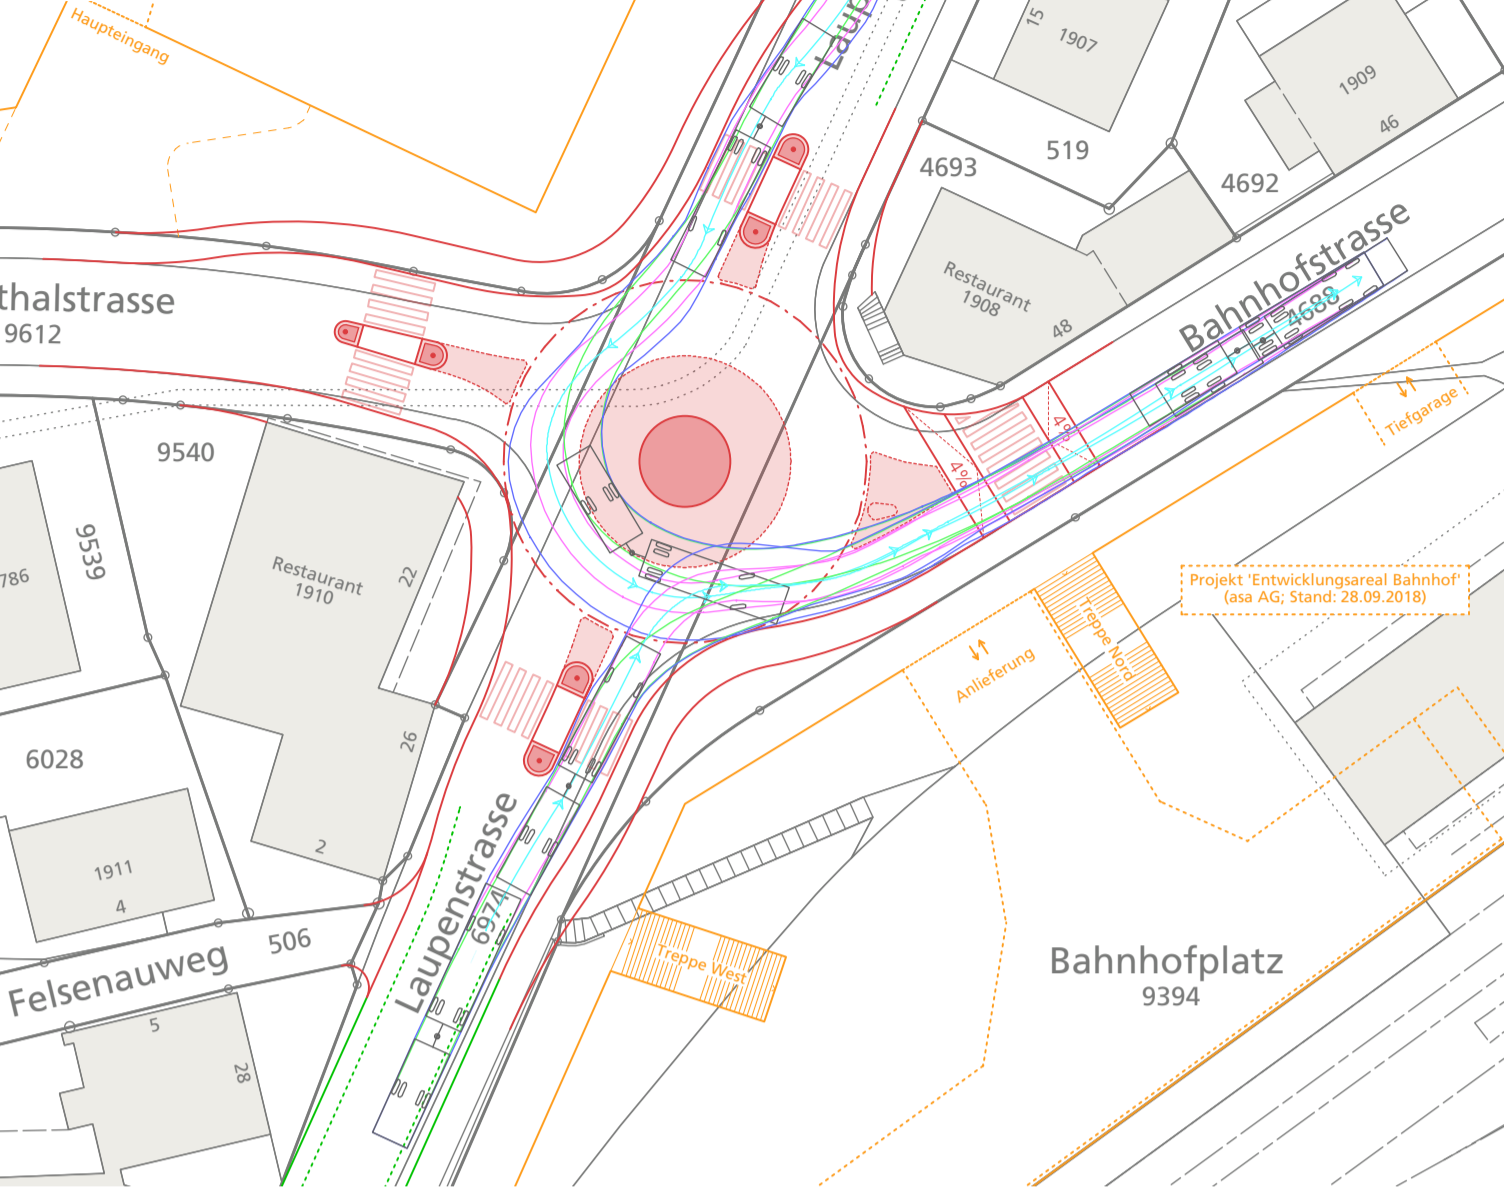 Haupteingang
15
1907
1909
46
519
4693
4692
Laup
Restaurant
1908
48
Bahnhofstrasse
4688
thalstrasse
9612
4%
4%
Tiefgarage
9540
9539
786
Restaurant
1910
22
Projekt 'Entwicklungsareal Bahnhof'
(asa AG; Stand: 28.09.2018)
Treppe Nord
Anlieferung
26
6028
2
1911
4
Laupenstrasse
6974
506
Felsenauweg
Treppe West
Bahnhofplatz
9394
5
28